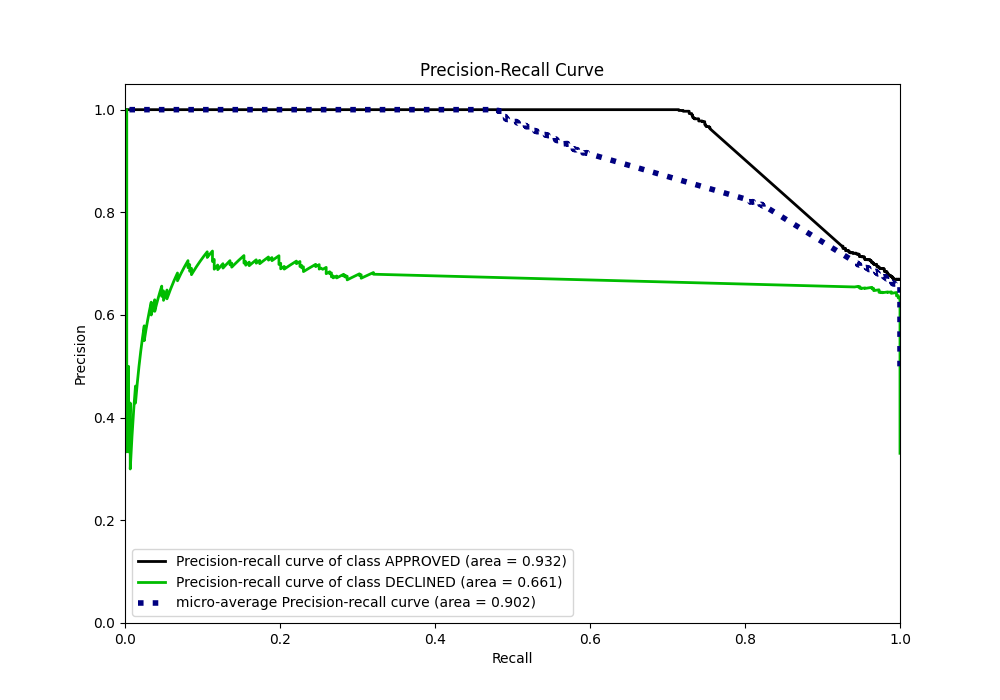 Precision-Recall Curve
1.0
0.8
0.6
0.4
0.2
0.0
Precision
Precision-recall curve of class APPROVED (area = 0.932)
Precision-recall curve of class DECLINED (area = 0.661)
micro-average Precision-recall curve (area = 0.902)
0.0 0.2 0.4 0.6 0.8 1.0
Recall